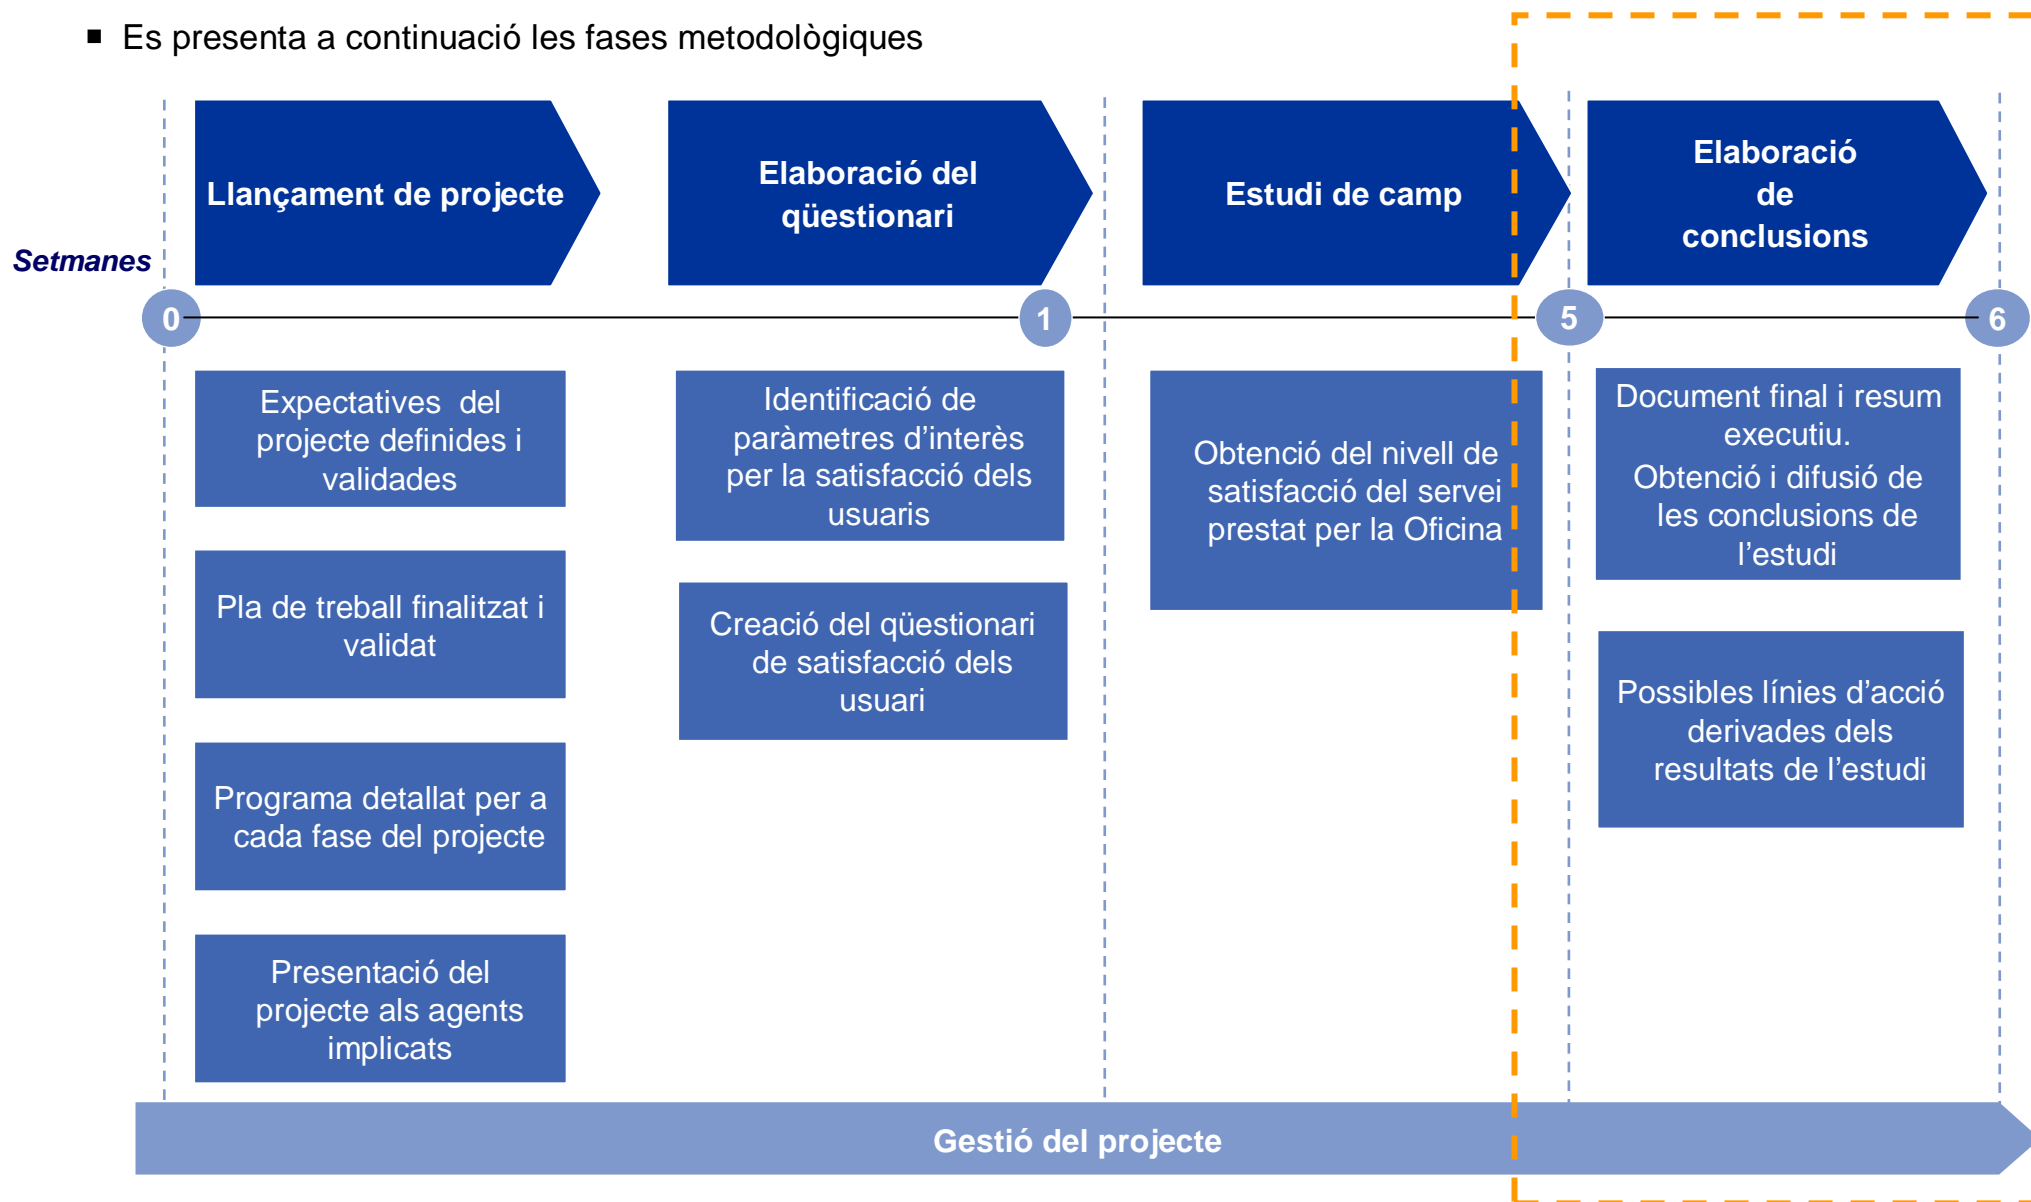 ▪ Es presenta a continuació les fases metodològiques
Llançament de projecte
Elaboració del
qüestionari
Estudi de camp
Elaboració
de
conclusions
Setmanes
0
1
5
6
Expectatives del
projecte definides i
validades
Pla de treball finalitzat i
validat
Programa detallat per a
cada fase del projecte
Presentació del
projecte als agents
implicats
Identificació de
paràmetres d’interès
per la satisfacció dels
usuaris
Creació del qüestionari
de satisfacció dels
usuari
Obtenció del nivell de
satisfacció del servei
prestat per la Oficina
Document final i resum
executiu.
Obtenció i difusió de
les conclusions de
l’estudi
Possibles línies d’acció
derivades dels
resultats de l’estudi
Gestió del projecte